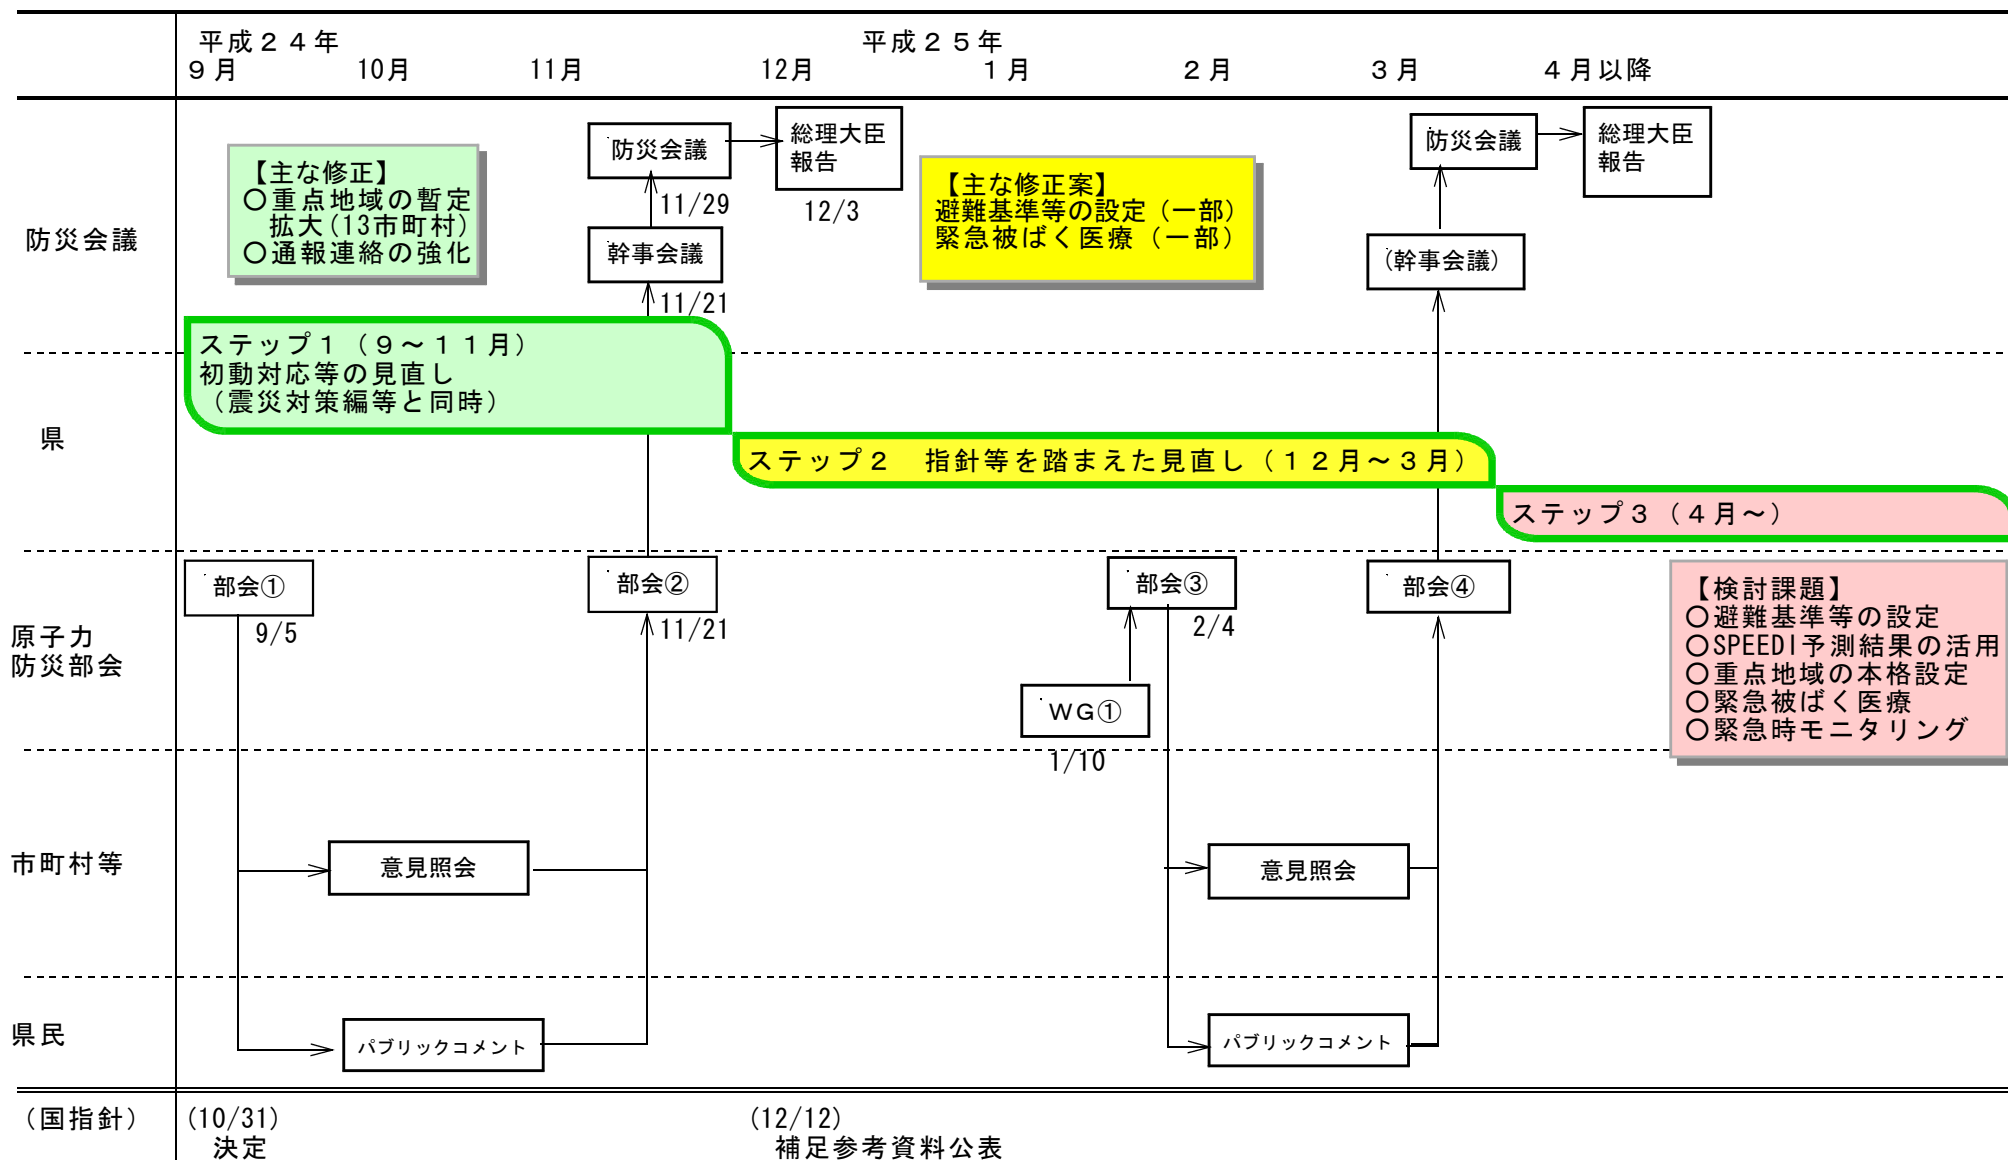 平成２４年
平成２５年
９月
10月
11月
12月
１月
２月
３月
４月以降
防災会議
【主な修正】
〇重点地域の暫定
拡大(13市町村)
〇通報連絡の強化
防災会議
11/29
総理大臣
報告
12/3
幹事会議
11/21
【主な修正案】
避難基準等の設定（一部）
緊急被ばく医療（一部）
防災会議
総理大臣
報告
(幹事会議)
県
ステップ１（９～１１月）
初動対応等の見直し
（震災対策編等と同時）
ステップ２　指針等を踏まえた見直し（１２月～３月）
ステップ３（４月～）
原子力
防災部会
部会①
9/5
部会②
11/21
WG①
1/10
部会③
2/4
部会④
【検討課題】
〇避難基準等の設定
〇SPEEDI予測結果の活用
〇重点地域の本格設定
〇緊急被ばく医療
〇緊急時モニタリング
市町村等
意見照会
意見照会
県民
パブリックコメント
パブリックコメント
（国指針）
(10/31)
決定
(12/12)
補足参考資料公表